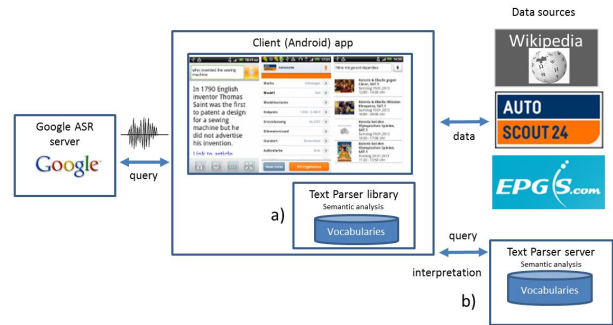 Data sources
Client (Android) app
Wikipedia
who invented the sewing
machine
In 1790 English
inventor Thomas
Saint was the first
to patent a design
for a sewing
machine but he
did not advertise
his invention.
Link to article
AUTO
SCOUT 24
EPGS.com
Google ASR
server
Google
query
data
a)
Text Parser library
Semantic analysis
Vocabularies
query
interpretation
b)
Text Parser server
Semantic analysis
Vocabularies